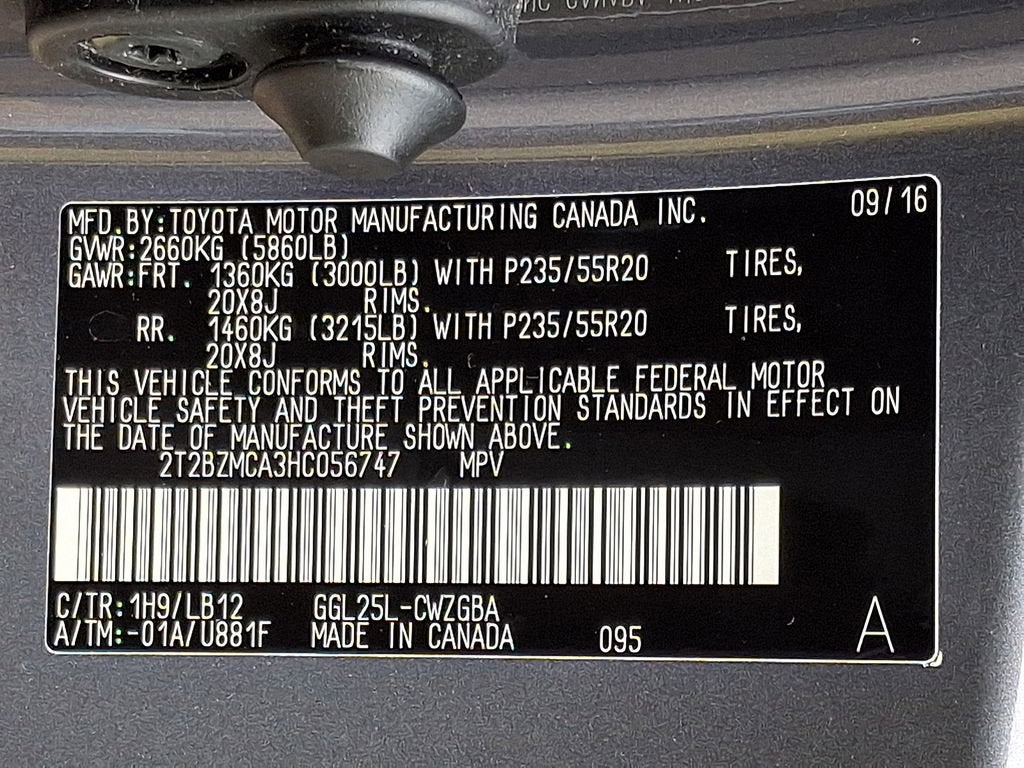 MFD.BY:TOYOTA MOTOR MANUFACTURING CANADA INC. 09/16
GVWR:2660KG (5860LB)
GAWR:FRT. 1360KG (3000LB) WITH P235/55R20 TIRES,
20X8J RIMS.
RR. 1460KG (3215LB) WITH P235/55R20 TIRES,
20X8J RIMS.
THIS VEHICLE CONFORMS TO ALL APPLICABLE FEDERAL MOTOR
VEHICLE SAFETY AND THEFT PREVENTION STANDARDS IN EFFECT ON
THE DATE OF MANUFACTURE SHOWN ABOVE.
2T2BZMCA3HC056747 MPV
C/TR:1H9/LB12 GGL25L-CWZGBA
A/TM:-01A/U881F MADE IN CANADA 095 A